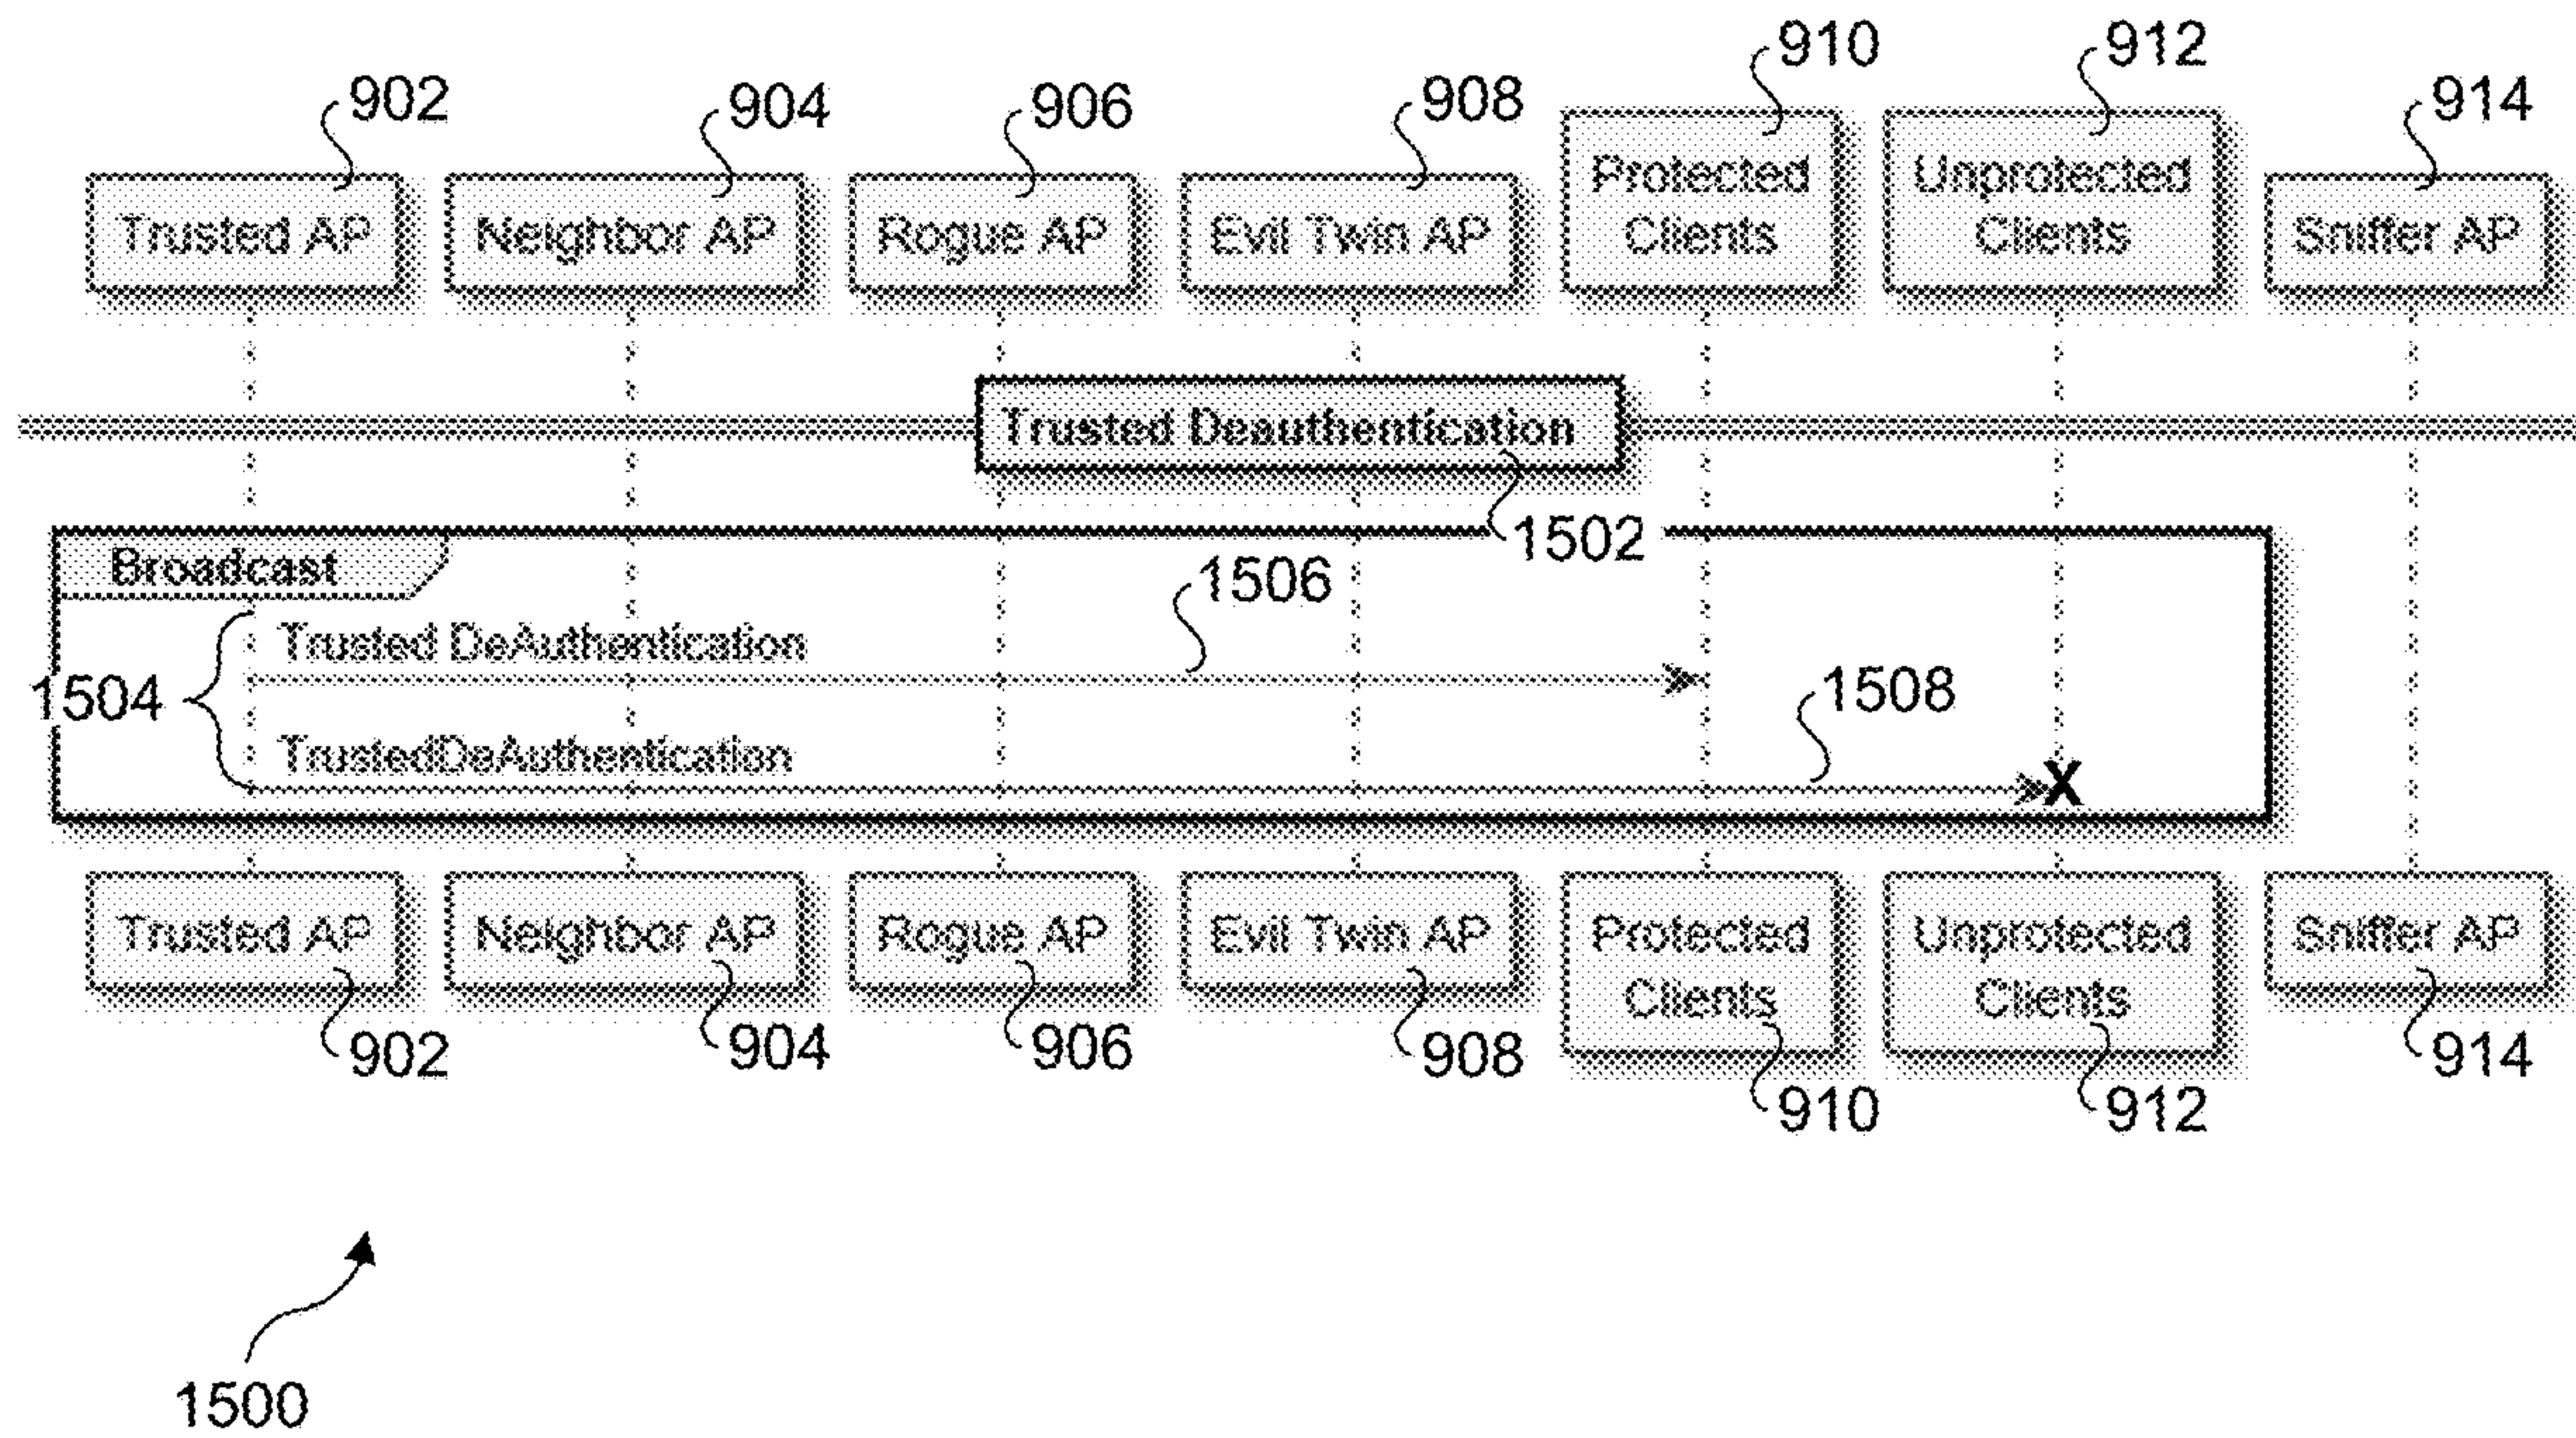 910
912
902
904
906
908
914
Trusted AP
Neighbor AP
Rogue AP
Evil Twin AP
Protected
Clients
Unprotected
Clients
Sniffer AP
Trusted Deauthentication
1502
Broadcast
1506
Trusted DeAuthentication
1504
1508
TrustedDeAuthentication
X
Trusted AP
Neighbor AP
Rogue AP
Evil Twin AP
Protected
Clients
Unprotected
Clients
Sniffer AP
902
904
906
908
914
910
912
1500